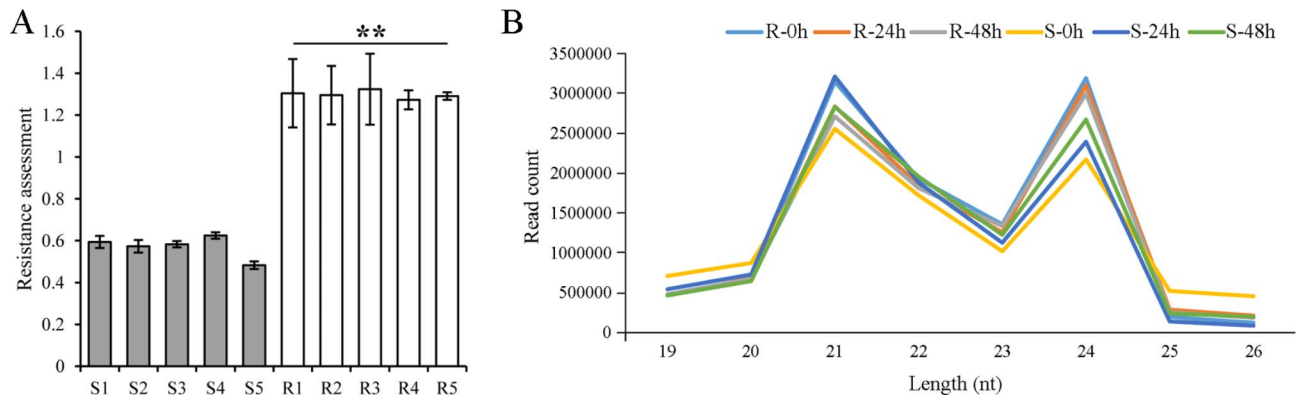 A
Resistance assessment
1.6
1.4
1.2
1
0.8
0.6
0.4
0.2
0
**
S1 S2 S3 S4 S5 R1 R2 R3 R4 R5
B
R-0h R-24h R-48h S-0h S-24h S-48h
Read count
3500000
3000000
2500000
2000000
1500000
1000000
500000
0
19 20 21 22 23 24 25 26
Length (nt)